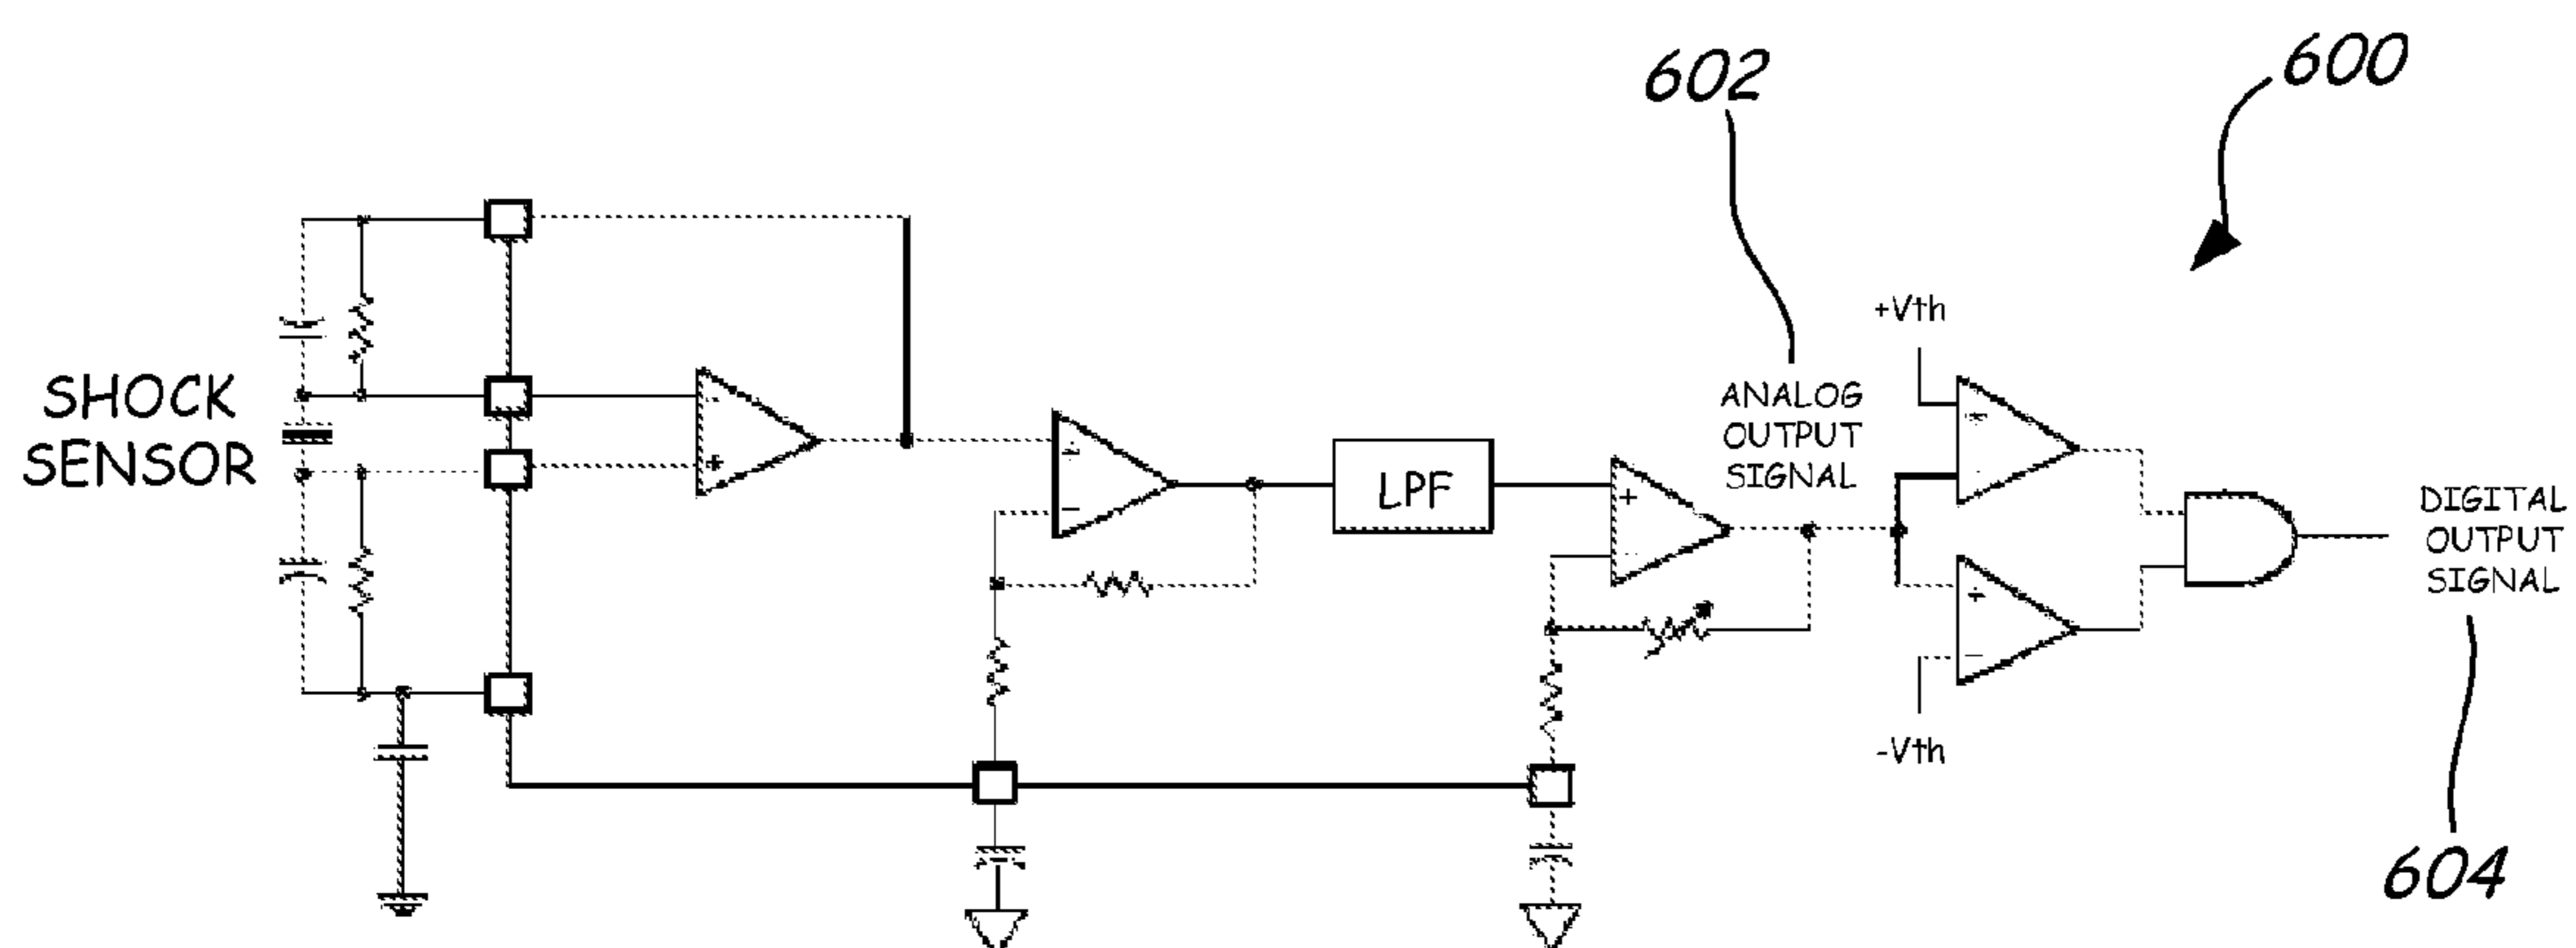 600
602
+Vth
ANALOG
OUTPUT
SIGNAL
SHOCK
SENSOR
LPF
DIGITAL
OUTPUT
SIGNAL
-Vth
604